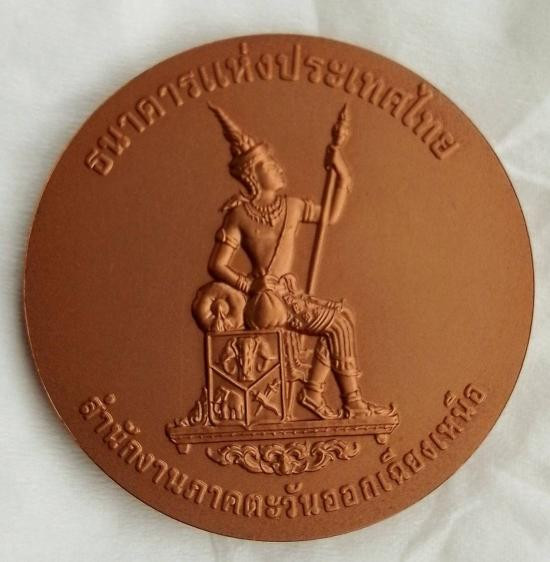 ธนาคารแห่งประเทศไทย
สำนักงานภาคตะวันออกเฉียงเหนือ